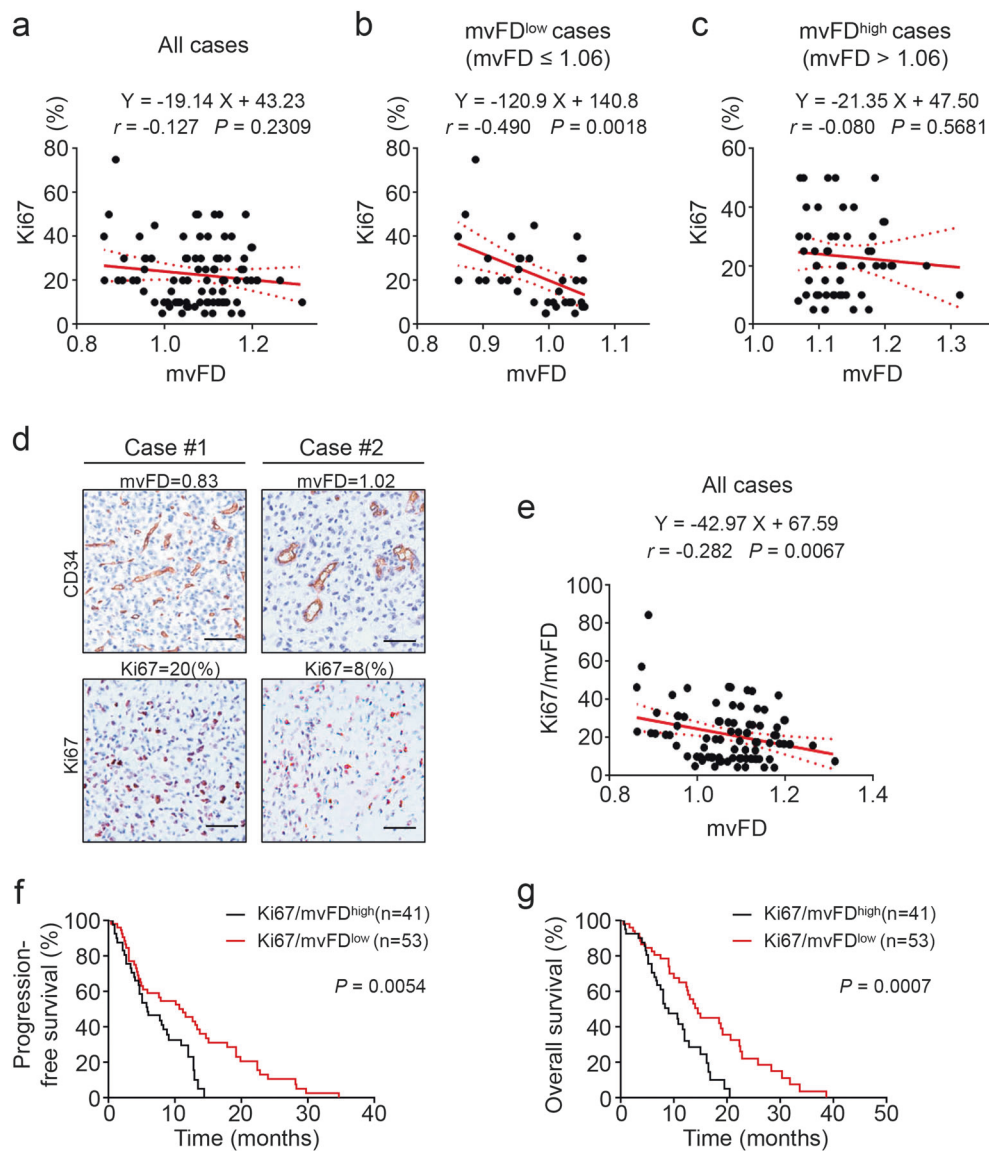 a
All cases
Y = -19.14 X + 43.23
r = -0.127 P = 0.2309
Ki67 (%)
80
60
40
20
0
0.8 1.0 1.2
mvFD
b
mvFDlow cases
(mvFD ≤ 1.06)
Y = -120.9 X + 140.8
r = -0.490 P = 0.0018
Ki67 (%)
80
60
40
20
0
0.8 0.9 1.0 1.1
mvFD
c
mvFDhigh cases
(mvFD > 1.06)
Y = -21.35 X + 47.50
r = -0.080 P = 0.5681
Ki67 (%)
60
40
20
0
1.0 1.1 1.2 1.3
mvFD
d
Case #1 Case #2
mvFD=0.83 mvFD=1.02
CD34
Ki67=20(%) Ki67=8(%)
Ki67
e
All cases
Y = -42.97 X + 67.59
r = -0.282 P = 0.0067
Ki67/mvFD
100
80
60
40
20
0
0.8 1.0 1.2 1.4
mvFD
f
Ki67/mvFDhigh(n=41)
Ki67/mvFDlow (n=53)
P = 0.0054
Progression-
free survival (%)
100
80
60
40
20
0
0 10 20 30 40
Time (months)
g
Ki67/mvFDhigh(n=41)
Ki67/mvFDlow (n=53)
P = 0.0007
Overall survival (%)
100
80
60
40
20
0
0 10 20 30 40 50
Time (months)